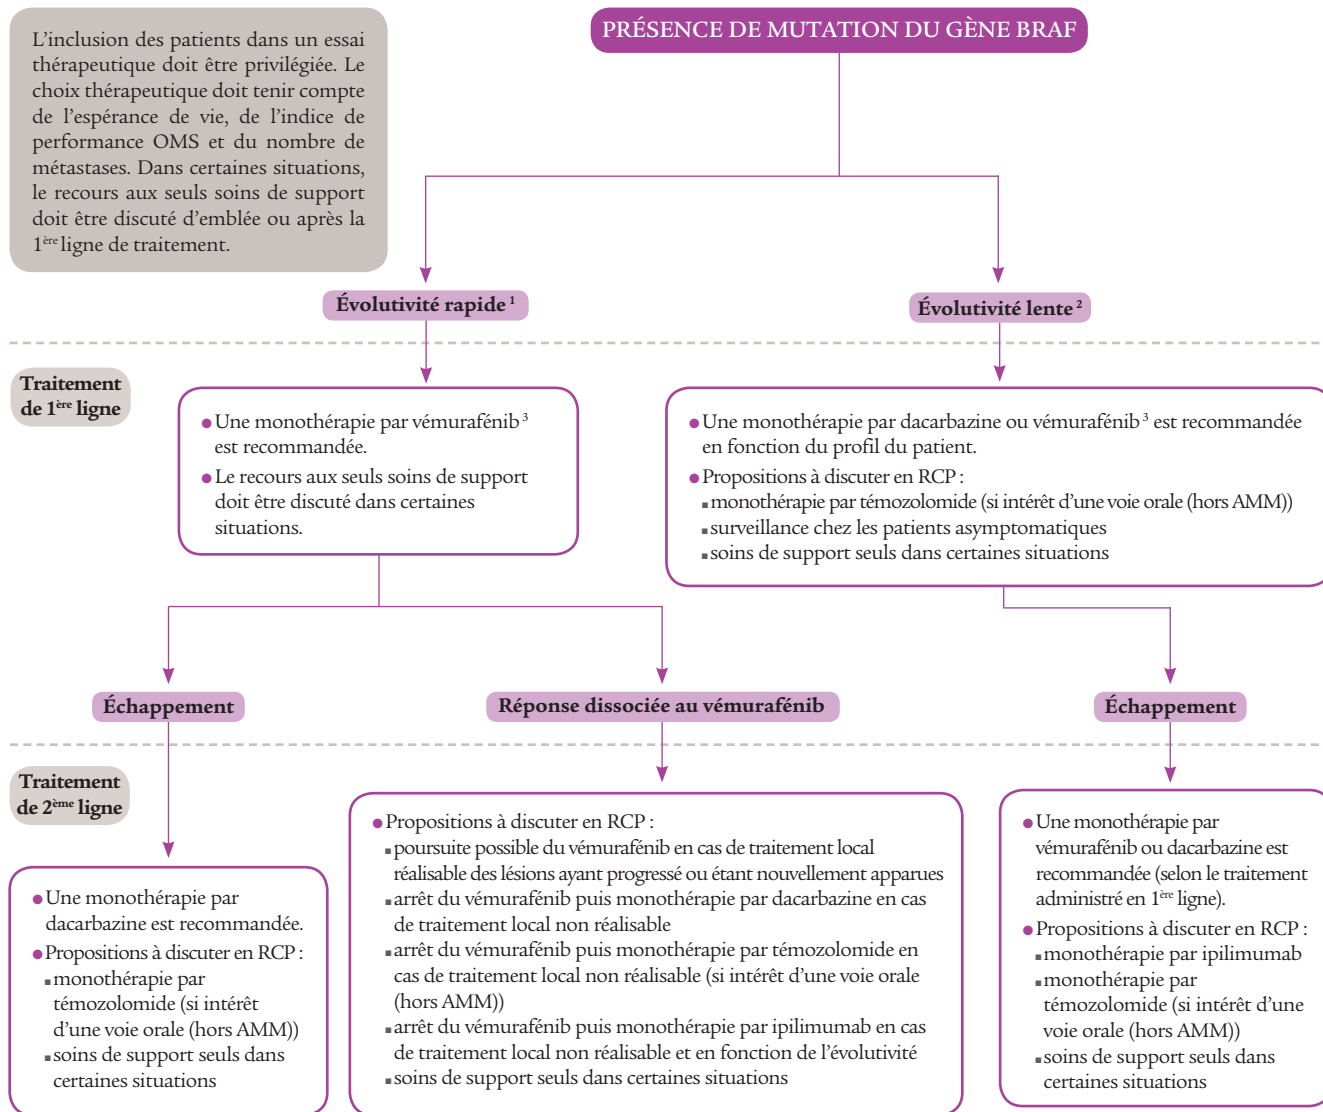 L’inclusion des patients dans un essai
thérapeutique doit être privilégiée. Le
choix thérapeutique doit tenir compte
de l’espérance de vie, de l’indice de
performance OMS et du nombre de
métastases. Dans certaines situations,
le recours aux seuls soins de support
doit être discuté d’emblée ou après la
1ère ligne de traitement.
PRÉSENCE DE MUTATION DU GÈNE BRAF
Évolutivité rapide 1
Évolutivité lente 2
Traitement
de 1ère ligne
● Une monothérapie par vémurafénib 3
est recommandée.
● Le recours aux seuls soins de support
doit être discuté dans certaines
situations.
● Une monothérapie par dacarbazine ou vémurafénib 3 est recommandée
en fonction du profil du patient.
● Propositions à discuter en RCP :
■ monothérapie par témozolomide (si intérêt d’une voie orale (hors AMM))
■ surveillance chez les patients asymptomatiques
■ soins de support seuls dans certaines situations
Échappement
Réponse dissociée au vémurafénib
Échappement
Traitement
de 2ème ligne
● Une monothérapie par
dacarbazine est recommandée.
● Propositions à discuter en RCP :
■ monothérapie par
témozolomide (si intérêt
d’une voie orale (hors AMM))
■ soins de support seuls dans
certaines situations
● Propositions à discuter en RCP :
■ poursuite possible du vémurafénib en cas de traitement local
réalisable des lésions ayant progressé ou étant nouvellement apparues
■ arrêt du vémurafénib puis monothérapie par dacarbazine en cas
de traitement local non réalisable
■ arrêt du vémurafénib puis monothérapie par témozolomide en
cas de traitement local non réalisable (si intérêt d’une voie orale
(hors AMM))
■ arrêt du vémurafénib puis monothérapie par ipilimumab en cas
de traitement local non réalisable et en fonction de l’évolutivité
■ soins de support seuls dans certaines situations
● Une monothérapie par
vémurafénib ou dacarbazine est
recommandée (selon le traitement
administré en 1ère ligne).
● Propositions à discuter en RCP :
■ monothérapie par ipilimumab
■ monothérapie par
témozolomide (si intérêt d’une
voie orale (hors AMM))
■ soins de support seuls dans
certaines situations